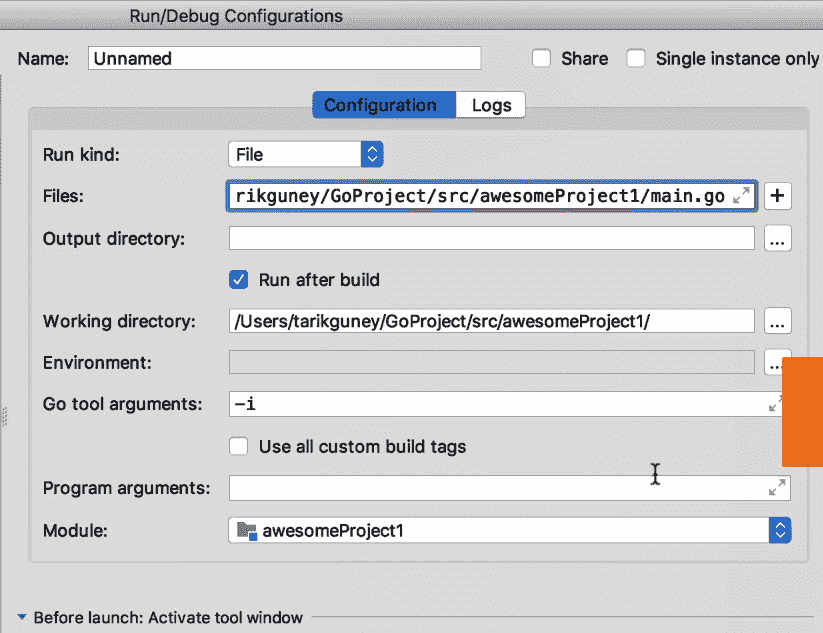 Run/Debug Configurations
Name: Unnamed Share Single instance only
Configuration Logs
Run kind: File
Files: rikguney/GoProject/src/awesomeProject1/main.go +
Output directory: ...
Run after build
Working directory: /Users/tarikguney/GoProject/src/awesomeProject1/ ...
Environment: ...
Go tool arguments: -i
Use all custom build tags
Program arguments:
Module: awesomeProject1
Before launch: Activate tool window